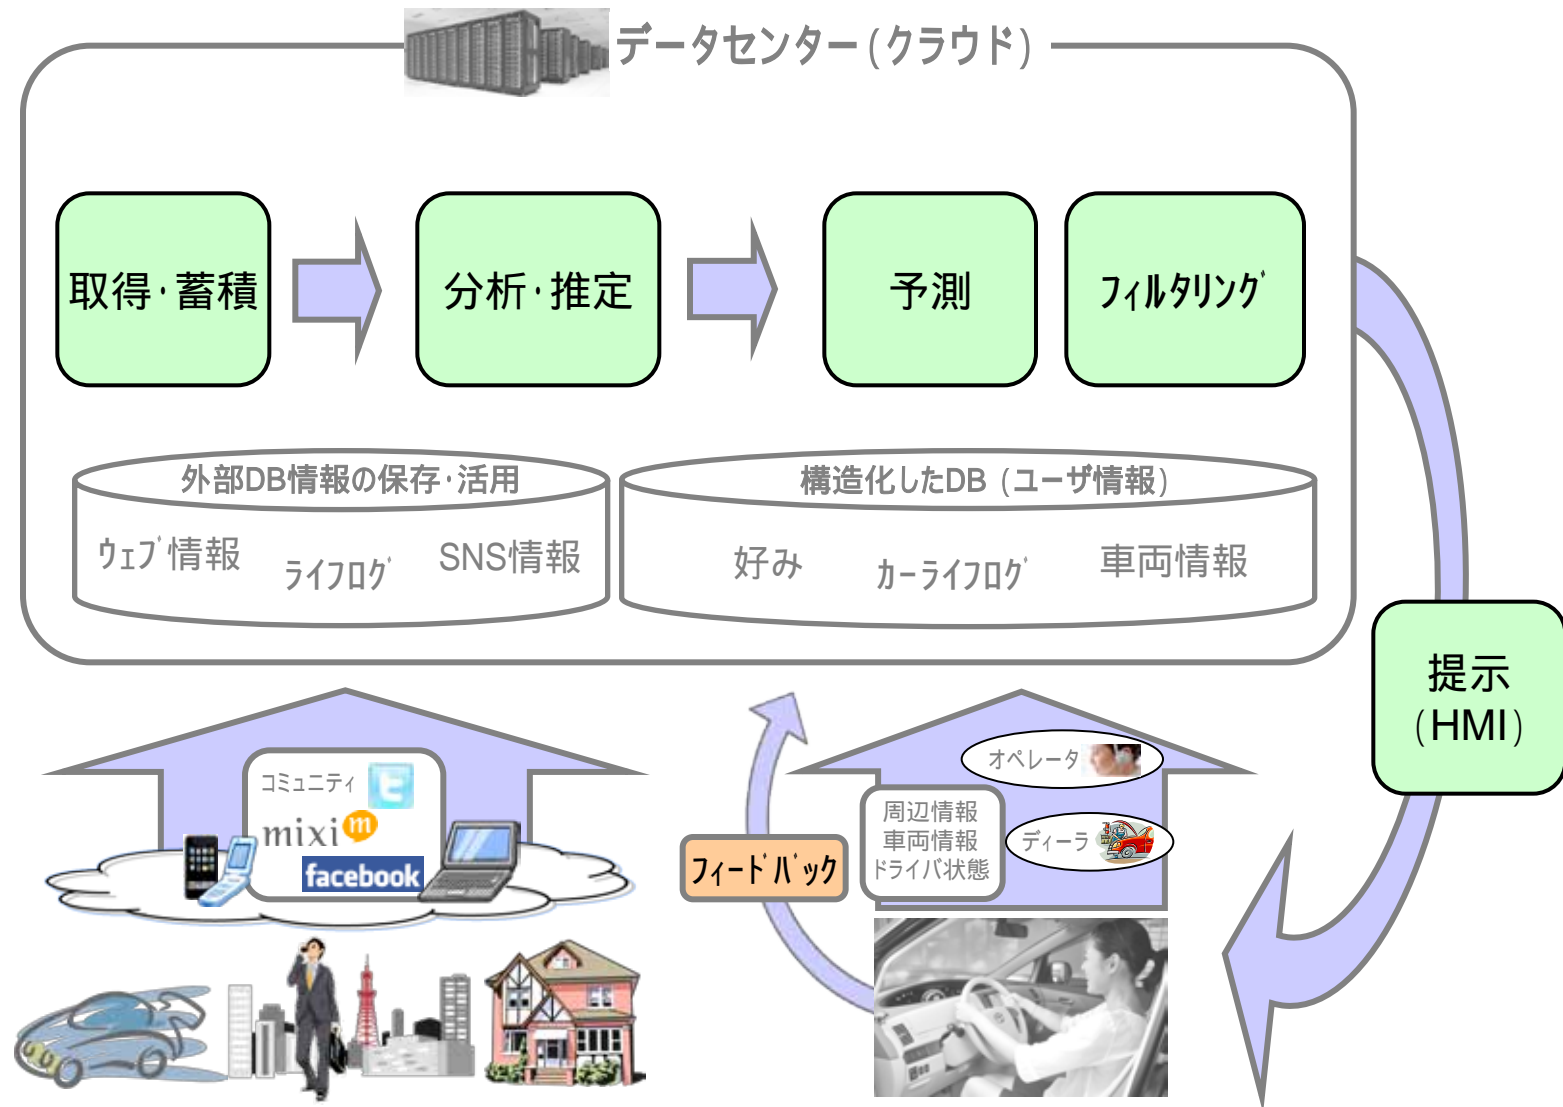 データセンター(クラウド)
取得・蓄積
分析・推定
予測
フィルタリング
外部DB情報の保存・活用
ウェブ情報
ライフログ
SNS情報
構造化したDB (ユーザ情報)
好み
カーライフログ
車両情報
提示
(HMI)
コミュニティ
mixi
facebook
フィードバック
オペレータ
周辺情報
車両情報
ドライバ状態
ディーラ